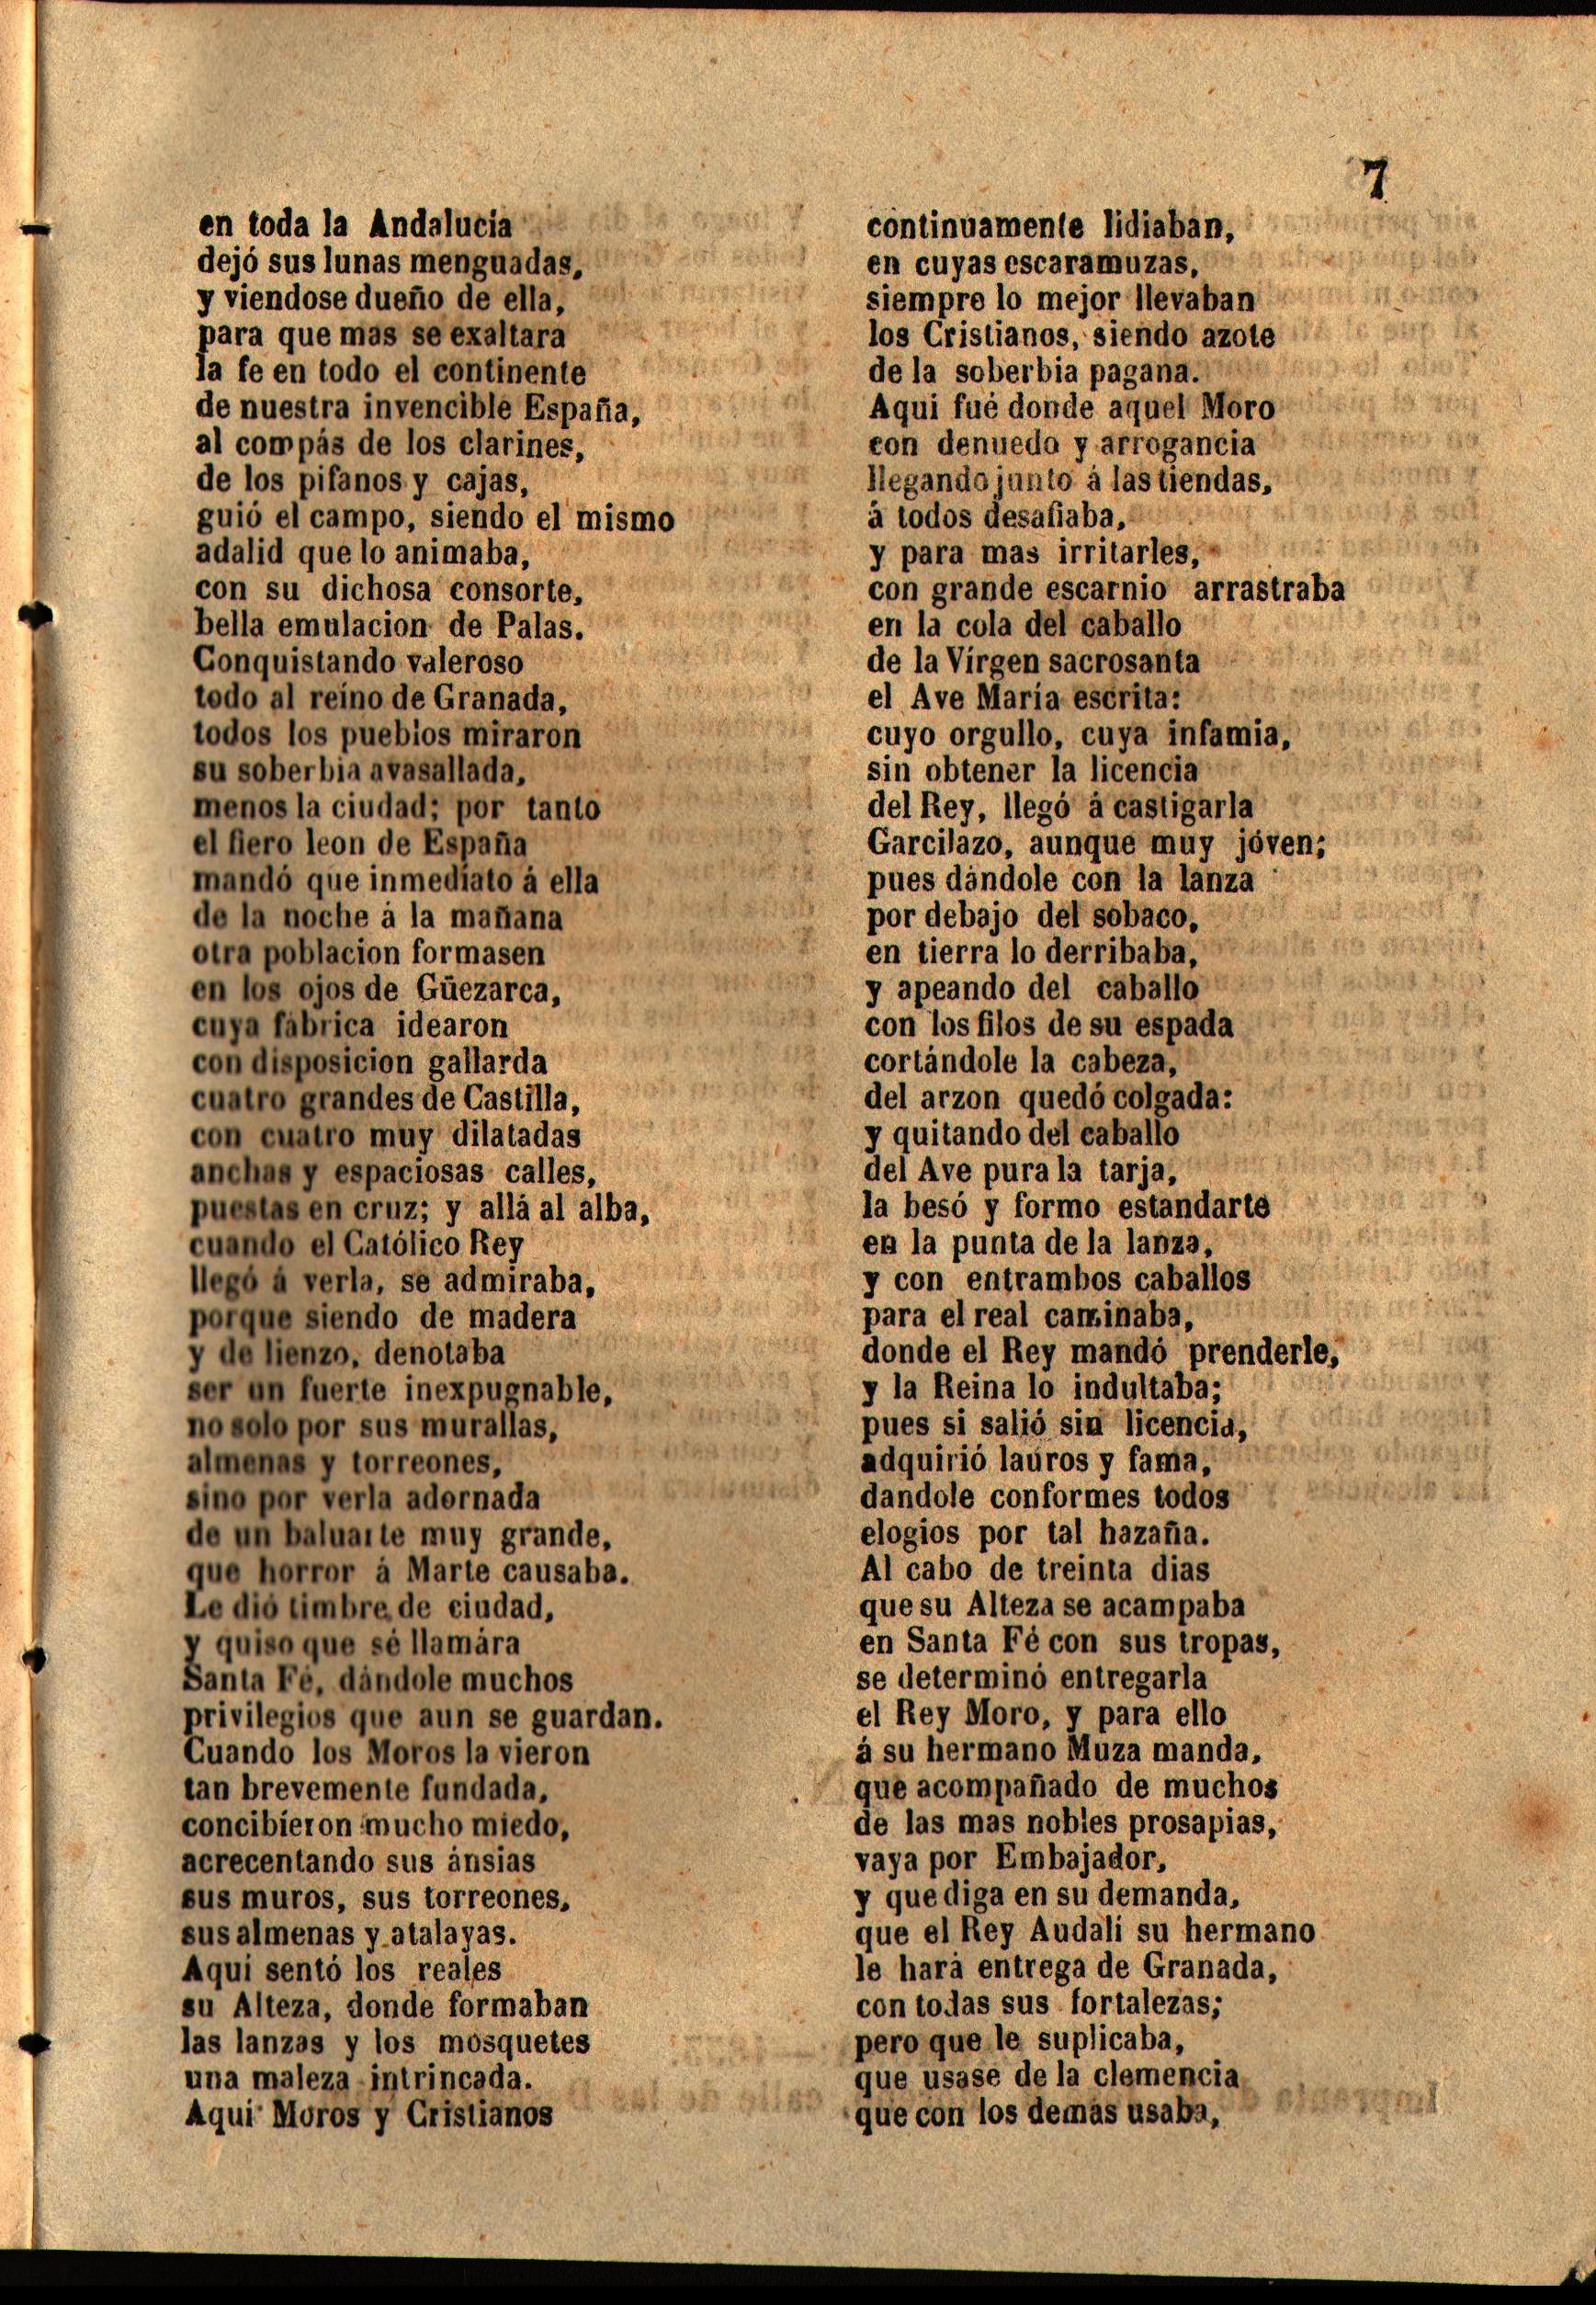 7
en toda la Andalucía
dejó sus lunas menguadas,
y viendose dueño de ella,
para que mas se exaltara
la fe en todo el continente
de nuestra invencible España,
al compás de los clarines,
de los pifanos y cajas,
guió el campo, siendo el mismo
adalid que lo animaba,
con su dichosa consorte,
bella emulacion de Palas.
Conquistando valeroso
todo al reino de Granada,
todos los pueblos miraron
su soberbia avasallada,
menos la ciudad; por tanto
el fiero leon de España
mandó que inmediato á ella
de la noche á la mañana
otra poblacion formasen
en los ojos de Güezarca,
cuya fábrica idearon
con disposicion gallarda
cuatro grandes de Castilla,
con cuatro muy dilatadas
anchas y espaciosas calles,
puestas en cruz; y allá al alba,
cuando el Católico Rey
llegó á verla, se admiraba,
porque siendo de madera
y de lienzo, denotaba
ser un fuerte inexpugnable,
no solo por sus murallas,
almenas y torreones,
sino por verla adornada
de un baluarte muy grande,
que horror á Marte causaba.
Le dió timbre de ciudad,
y quiso que se llamára
Santa Fé, dándole muchos
privilegios que aun se guardan.
Cuando los Moros la vieron
tan brevemente fundada,
concibieron mucho miedo,
acrecentando sus ánsias
sus muros, sus torreones,
sus almenas y atalayas.
Aqui sentó los reales
su Alteza, donde formaban
las lanzas y los mosquetes
una maleza intrincada.
Aqui Moros y Cristianos
continuamente lidiaban,
en cuyas escaramuzas,
siempre lo mejor llevaban
los Cristianos, siendo azote
de la soberbia pagana.
Aqui fué donde aquel Moro
con denuedo y arrogancia
llegando junto á las tiendas,
á todos desafiaba,
y para mas irritarles,
con grande escarnio arrastraba
en la cola del caballo
de la Vírgen sacrosanta
el Ave María escrita:
cuyo orgullo, cuya infamia,
sin obtener la licencia
del Rey, llegó á castigarla
Garcilazo, aunque muy jóven;
pues dándole con la lanza
por debajo del sobaco,
en tierra lo derribaba,
y apeando del caballo
con los filos de su espada
cortándole la cabeza,
del arzon quedó colgada:
y quitando del caballo
del Ave pura la tarja,
la besó y formo estandarte
en la punta de la lanza,
y con entrambos caballos
para el real caminaba,
donde el Rey mandó prenderle,
y la Reina lo indultaba;
pues si salió sin licencia,
adquirió lauros y fama,
dandole conformes todos
elogios por tal hazaña.
Al cabo de treinta dias
que su Alteza se acampaba
en Santa Fé con sus tropas,
se determinó entregarla
el Rey Moro, y para ello
á su hermano Muza manda,
que acompañado de muchos
de las mas nobles prosapias,
vaya por Embajador,
y que diga en su demanda,
que el Rey Audali su hermano
le hará entrega de Granada,
con todas sus fortalezas;
pero que le suplicaba,
que usase de la clemencia
que con los demás usaba,